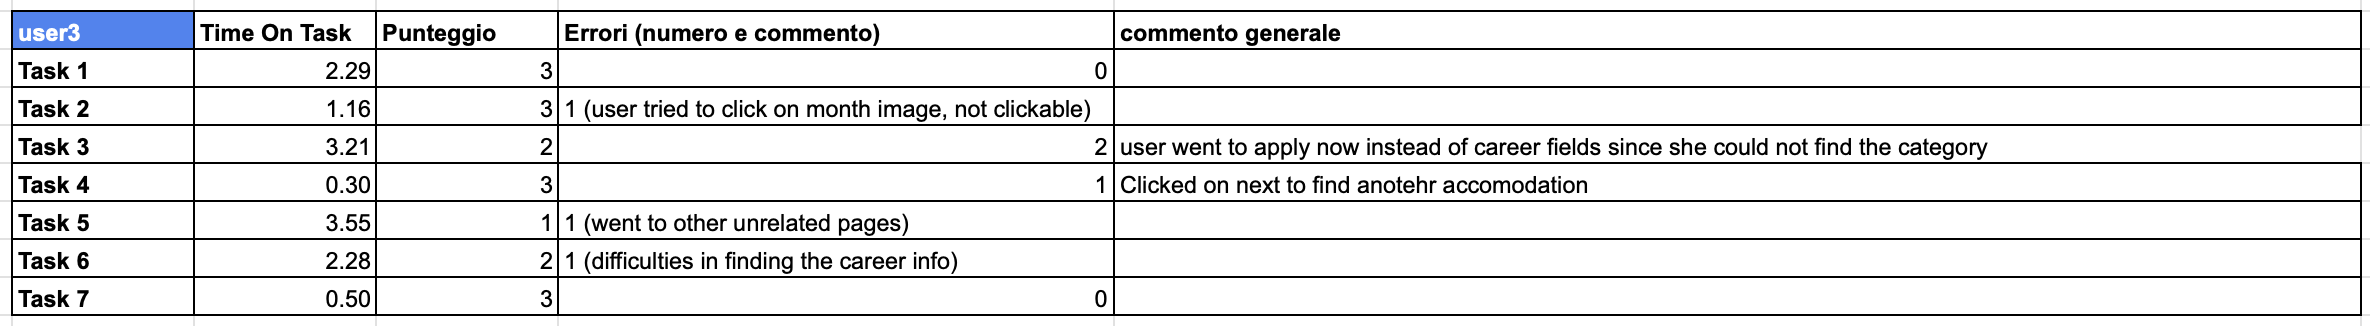 user3 Time On Task Punteggio Errori (numero e commento) commento generale
Task 1 2.29 3 0
Task 2 1.16 3 1 (user tried to click on month image, not clickable)
Task 3 3.21 2 2 user went to apply now instead of career fields since she could not find the category
Task 4 0.30 3 1 Clicked on next to find anotehr accomodation
Task 5 3.55 1 1 (went to other unrelated pages)
Task 6 2.28 2 1 (difficulties in finding the career info)
Task 7 0.50 3 0